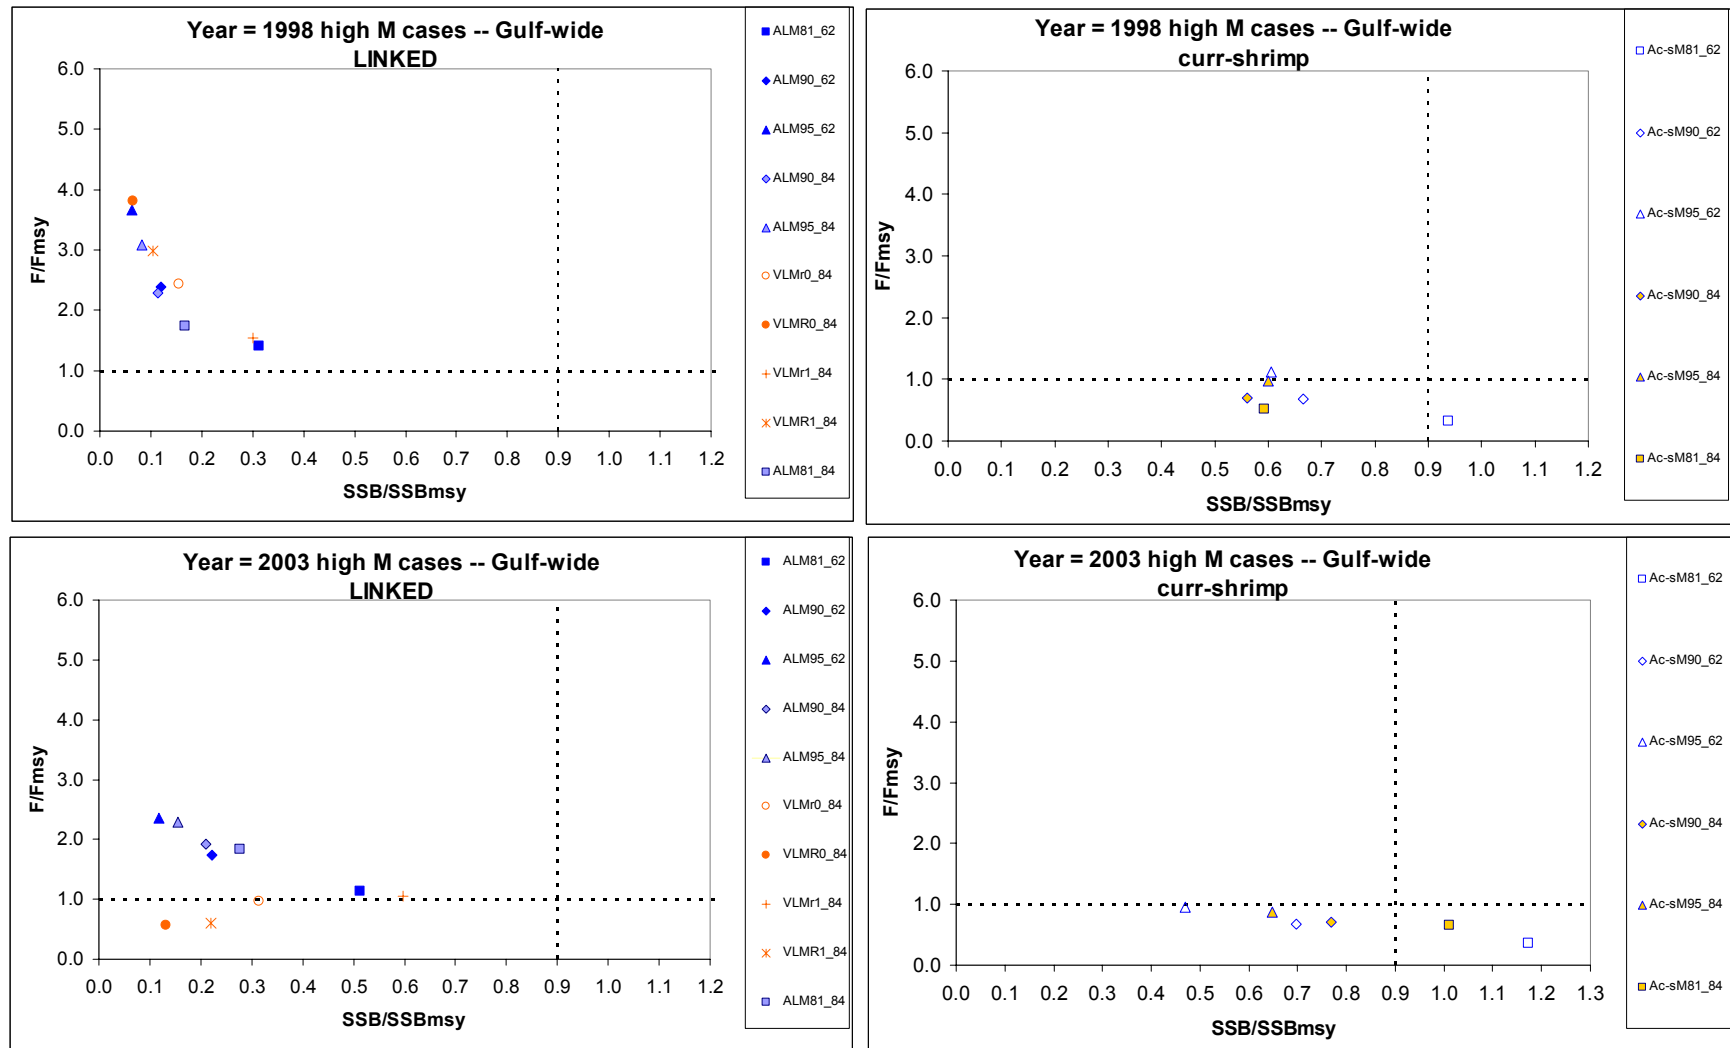 Year = 1998 high M cases -- Gulf-wide
LINKED
6.0
5.0
4.0
3.0
2.0
1.0
0.0
F/Fmsy
0.0 0.1 0.2 0.3 0.4 0.5 0.6 0.7 0.8 0.9 1.0 1.1 1.2
SSB/SSBmsy
ALM81_62
ALM90_62
ALM95_62
ALM90_84
ALM95_84
VLMr0_84
VLMR0_84
VLMr1_84
VLMR1_84
ALM81_84
Year = 1998 high M cases -- Gulf-wide
curr-shrimp
6.0
5.0
4.0
3.0
2.0
1.0
0.0
F/Fmsy
0.0 0.1 0.2 0.3 0.4 0.5 0.6 0.7 0.8 0.9 1.0 1.1 1.2
SSB/SSBmsy
Ac-sM81_62
Ac-sM90_62
Ac-sM95_62
Ac-sM90_84
Ac-sM95_84
Ac-sM81_84
Year = 2003 high M cases -- Gulf-wide
LINKED
6.0
5.0
4.0
3.0
2.0
1.0
0.0
F/Fmsy
0.0 0.1 0.2 0.3 0.4 0.5 0.6 0.7 0.8 0.9 1.0 1.1 1.2
SSB/SSBmsy
ALM81_62
ALM90_62
ALM95_62
ALM90_84
ALM95_84
VLMr0_84
VLMR0_84
VLMr1_84
VLMR1_84
ALM81_84
Year = 2003 high M cases -- Gulf-wide
curr-shrimp
6.0
5.0
4.0
3.0
2.0
1.0
0.0
F/Fmsy
0.0 0.1 0.2 0.3 0.4 0.5 0.6 0.7 0.8 0.9 1.0 1.1 1.2 1.3
SSB/SSBmsy
Ac-sM81_62
Ac-sM90_62
Ac-sM95_62
Ac-sM90_84
Ac-sM95_84
Ac-sM81_84